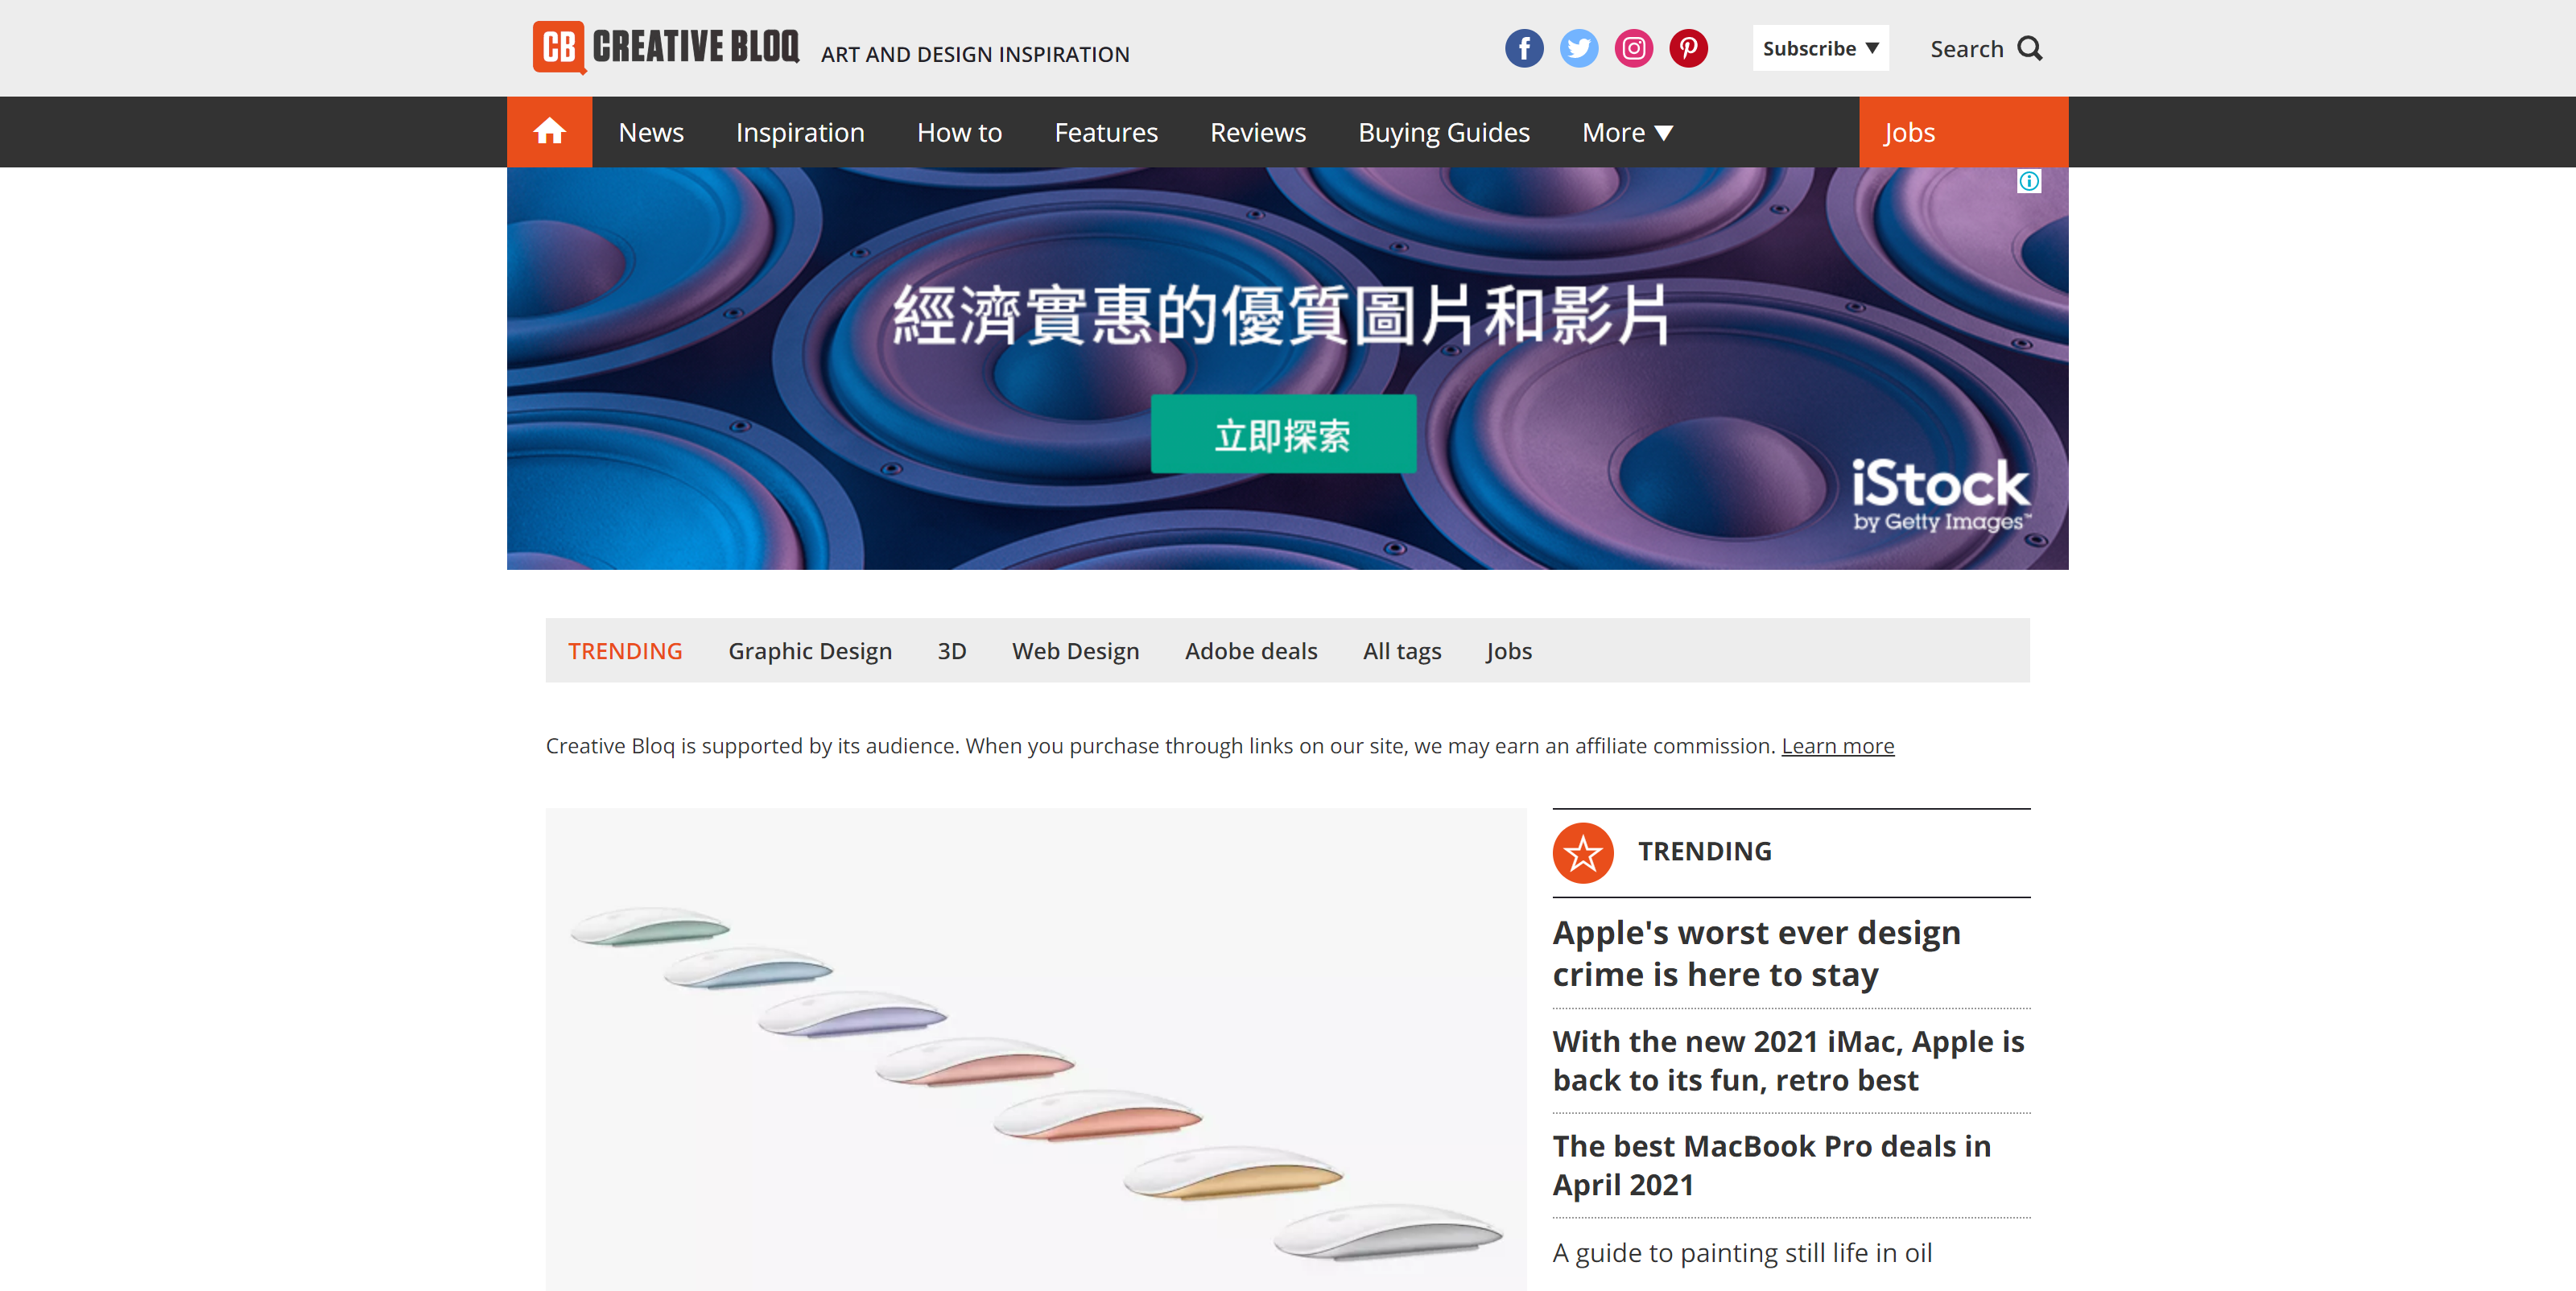 CB CREATIVE BLOQ ART AND DESIGN INSPIRATION
Subscribe ▼ Search
News Inspiration How to Features Reviews Buying Guides More ▼ Jobs
經濟實惠的優質圖片和影片
立即探索
iStock
by Getty Images™
TRENDING Graphic Design 3D Web Design Adobe deals All tags Jobs
Creative Bloq is supported by its audience. When you purchase through links on our site, we may earn an affiliate commission. Learn more
TRENDING
Apple's worst ever design
crime is here to stay
With the new 2021 iMac, Apple is
back to its fun, retro best
The best MacBook Pro deals in
April 2021
A guide to painting still life in oil